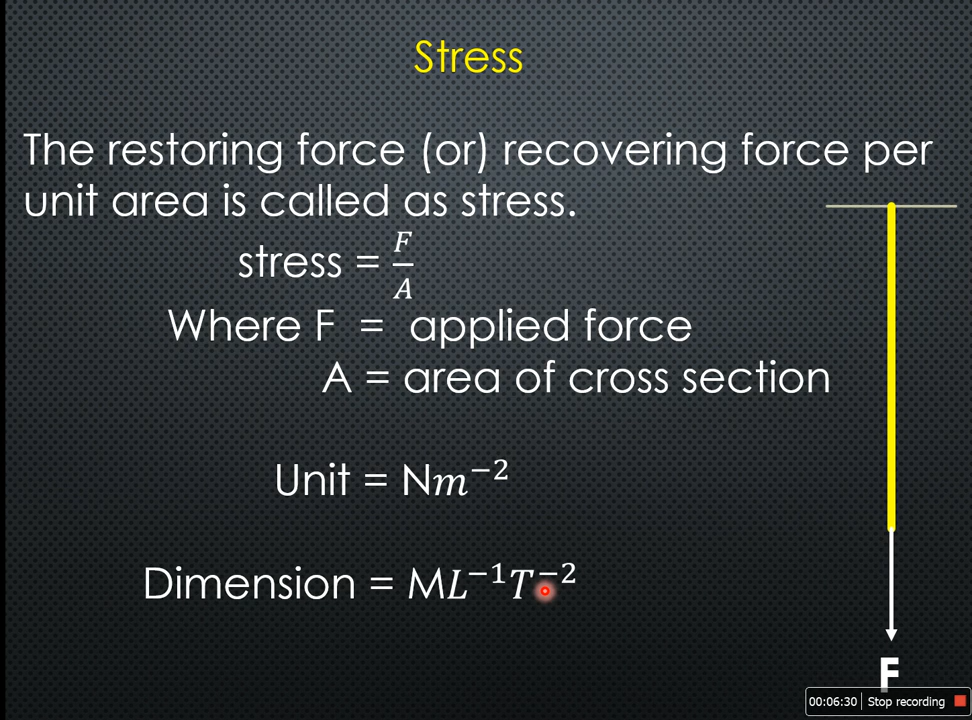 Stress
The restoring force (or) recovering force per
unit area is called as stress.
stress = F/A
Where F = applied force
A = area of cross section
Unit = Nm⁻²
Dimension = ML⁻¹T⁻²
F
00:06:30 Stop recording